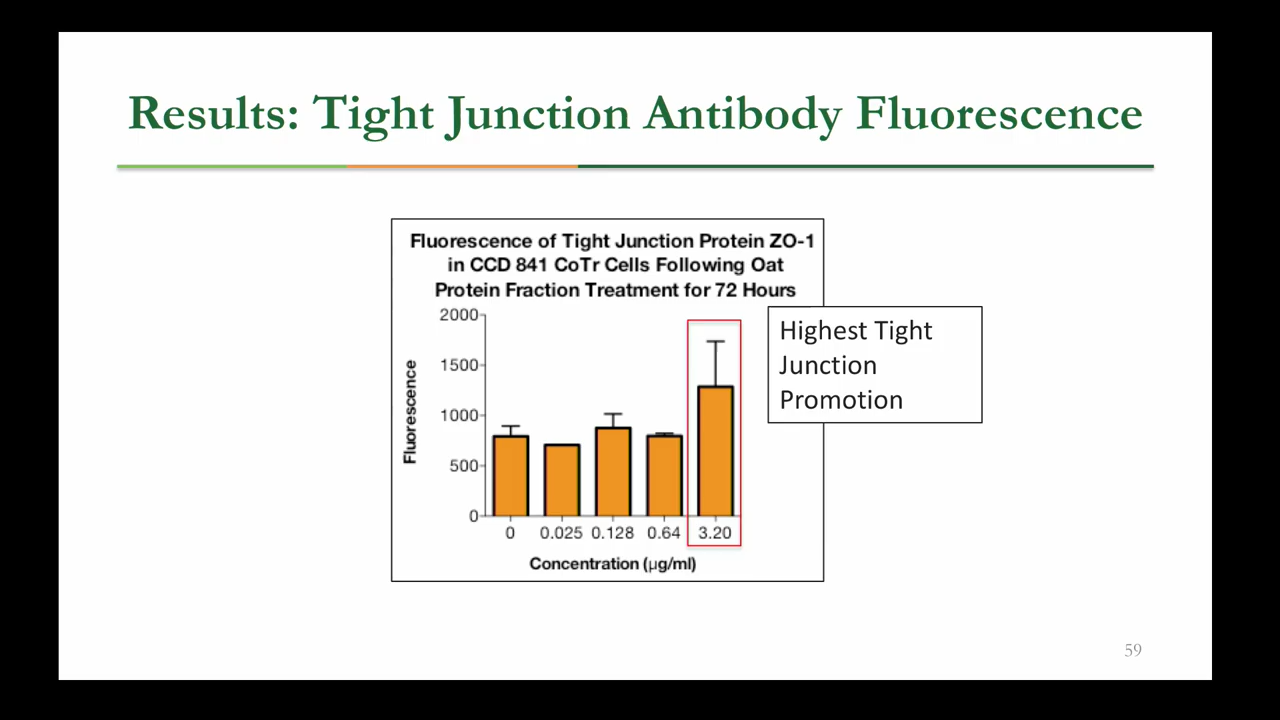 Results: Tight Junction Antibody Fluorescence
Fluorescence of Tight Junction Protein ZO-1
in CCD 841 CoTr Cells Following Oat
Protein Fraction Treatment for 72 Hours
2000
1500
1000
500
0
Fluorescence
0 0.025 0.128 0.64 3.20
Concentration (µg/ml)
Highest Tight
Junction
Promotion
59